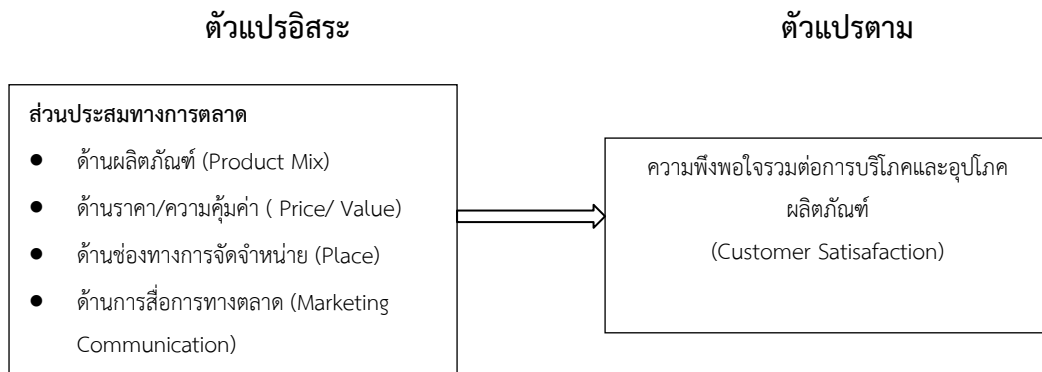 ตัวแปรอิสระ
ตัวแปรตาม
ส่วนประสมทางการตลาด
● ด้านผลิตภัณฑ์ (Product Mix)
● ด้านราคา/ความคุ้มค่า ( Price/ Value)
● ด้านช่องทางการจัดจำหน่าย (Place)
● ด้านการสื่อการทางตลาด (Marketing
Communication)
ความพึงพอใจรวมต่อการบริโภคและอุปโภค
ผลิตภัณฑ์
(Customer Satisafaction)